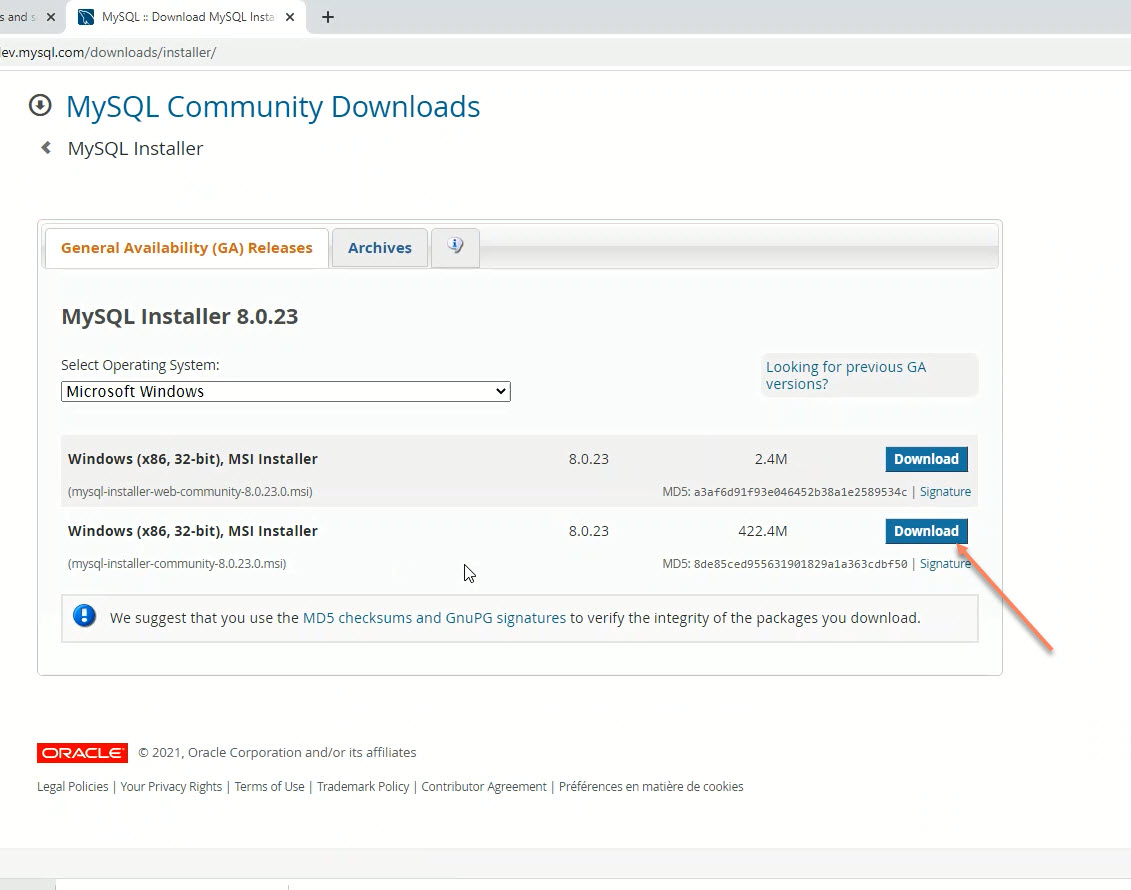 MySQL :: Download MySQL Insta
dev.mysql.com/downloads/installer/
MySQL Community Downloads
MySQL Installer
General Availability (GA) Releases
Archives
MySQL Installer 8.0.23
Select Operating System:
Looking for previous GA
versions?
Microsoft Windows
Windows (x86, 32-bit), MSI Installer 8.0.23 2.4M Download
(mysql-installer-web-community-8.0.23.0.msi) MD5: a3af6d91f93e046452b38a1e2589534c | Signature
Windows (x86, 32-bit), MSI Installer 8.0.23 422.4M Download
(mysql-installer-community-8.0.23.0.msi) MD5: 8de85ced955631901829a1a363cdbf50 | Signature
We suggest that you use the MD5 checksums and GnuPG signatures to verify the integrity of the packages you download.
ORACLE © 2021, Oracle Corporation and/or its affiliates
Legal Policies | Your Privacy Rights | Terms of Use | Trademark Policy | Contributor Agreement | Préférences en matière de cookies